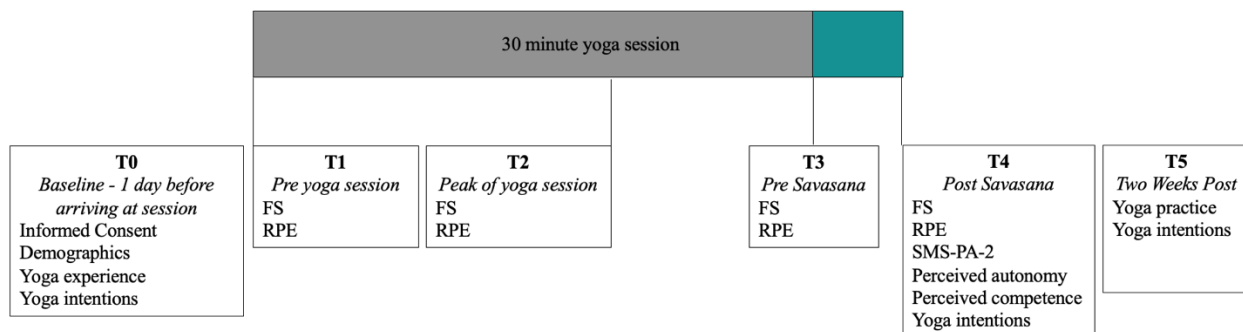 30 minute yoga session
T0
Baseline - 1 day before
arriving at session
Informed Consent
Demographics
Yoga experience
Yoga intentions
T1
Pre yoga session
FS
RPE
T2
Peak of yoga session
FS
RPE
T3
Pre Savasana
FS
RPE
T4
Post Savasana
FS
RPE
SMS-PA-2
Perceived autonomy
Perceived competence
Yoga intentions
T5
Two Weeks Post
Yoga practice
Yoga intentions